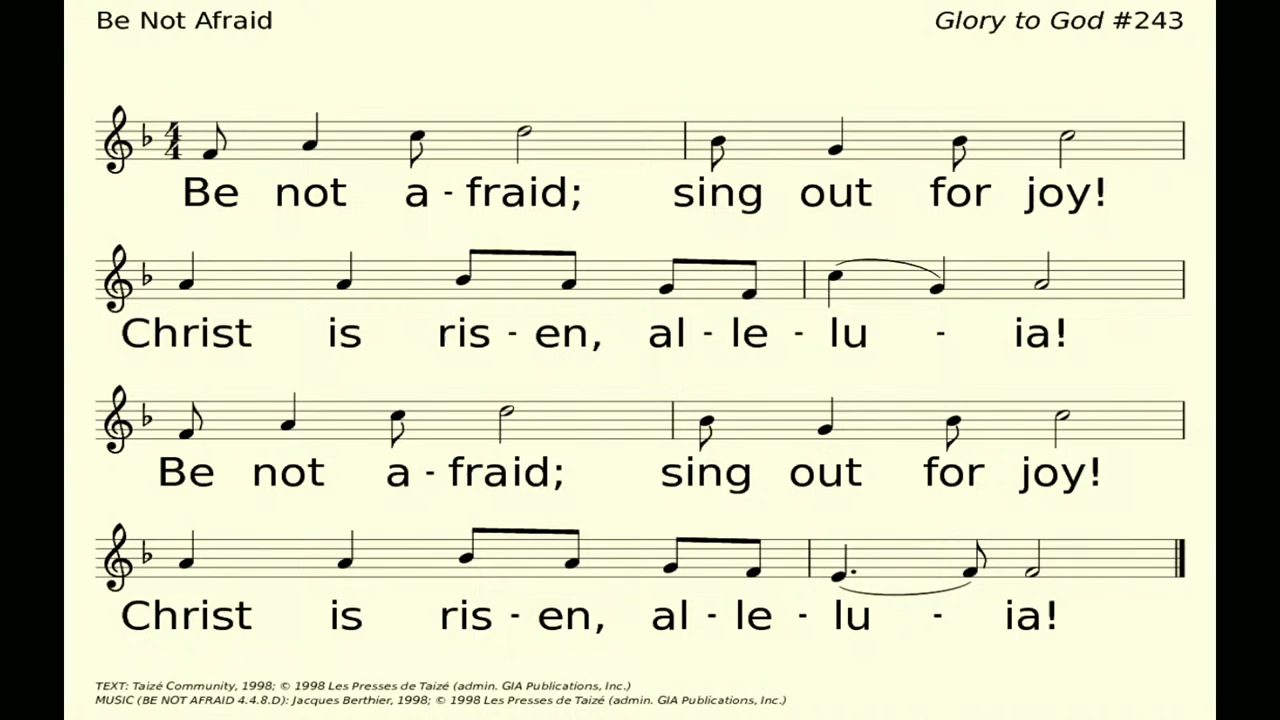 Be Not Afraid
Glory to God #243
4
4
Be not a - fraid; sing out for joy!
Christ is ris - en, al - le - lu - ia!
Be not a - fraid; sing out for joy!
Christ is ris - en, al - le - lu - ia!
TEXT: Taizé Community, 1998; © 1998 Les Presses de Taizé (admin. GIA Publications, Inc.)
MUSIC (BE NOT AFRAID 4.4.8.D): Jacques Berthier, 1998; © 1998 Les Presses de Taizé (admin. GIA Publications, Inc.)